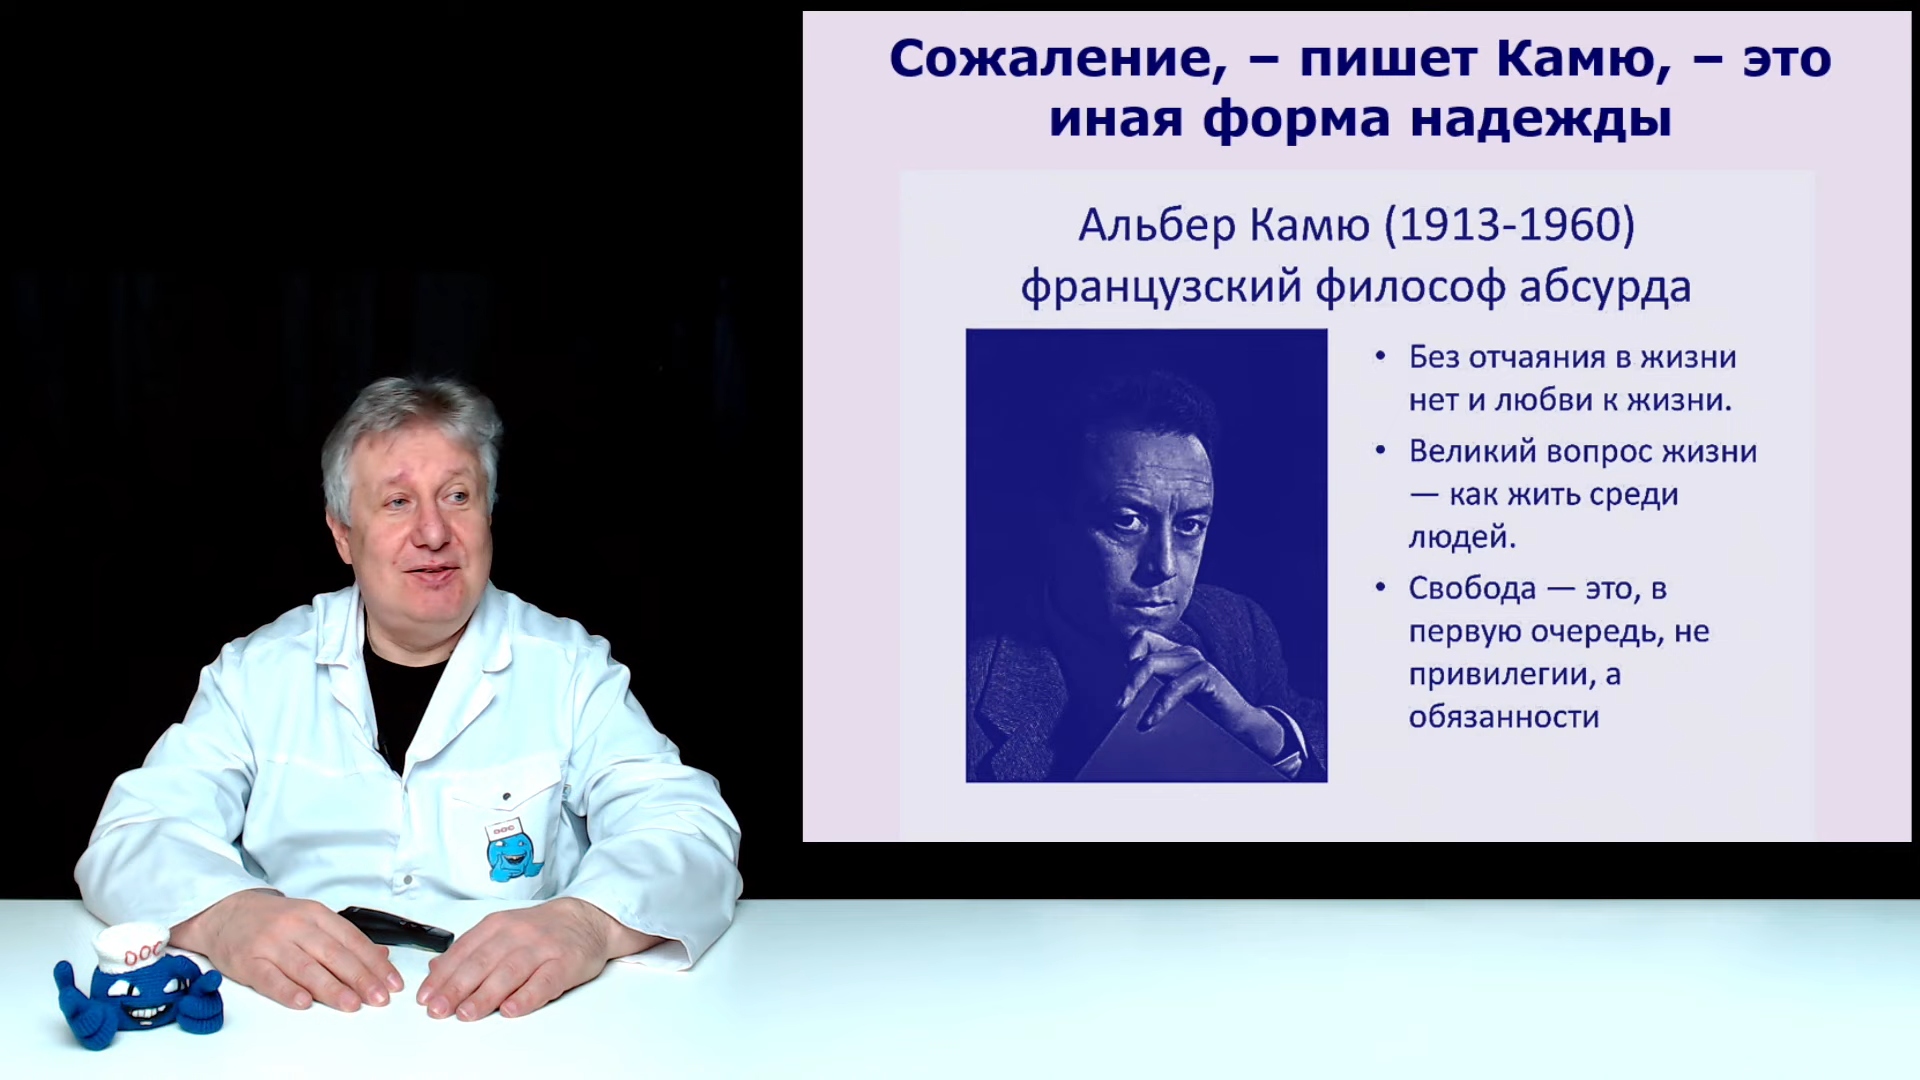 Сожаление, – пишет Камю, – это
иная форма надежды
Альбер Камю (1913-1960)
французский философ абсурда
• Без отчаяния в жизни
нет и любви к жизни.
• Великий вопрос жизни
— как жить среди
людей.
• Свобода — это, в
первую очередь, не
привилегии, а
обязанности
DOC
DOC